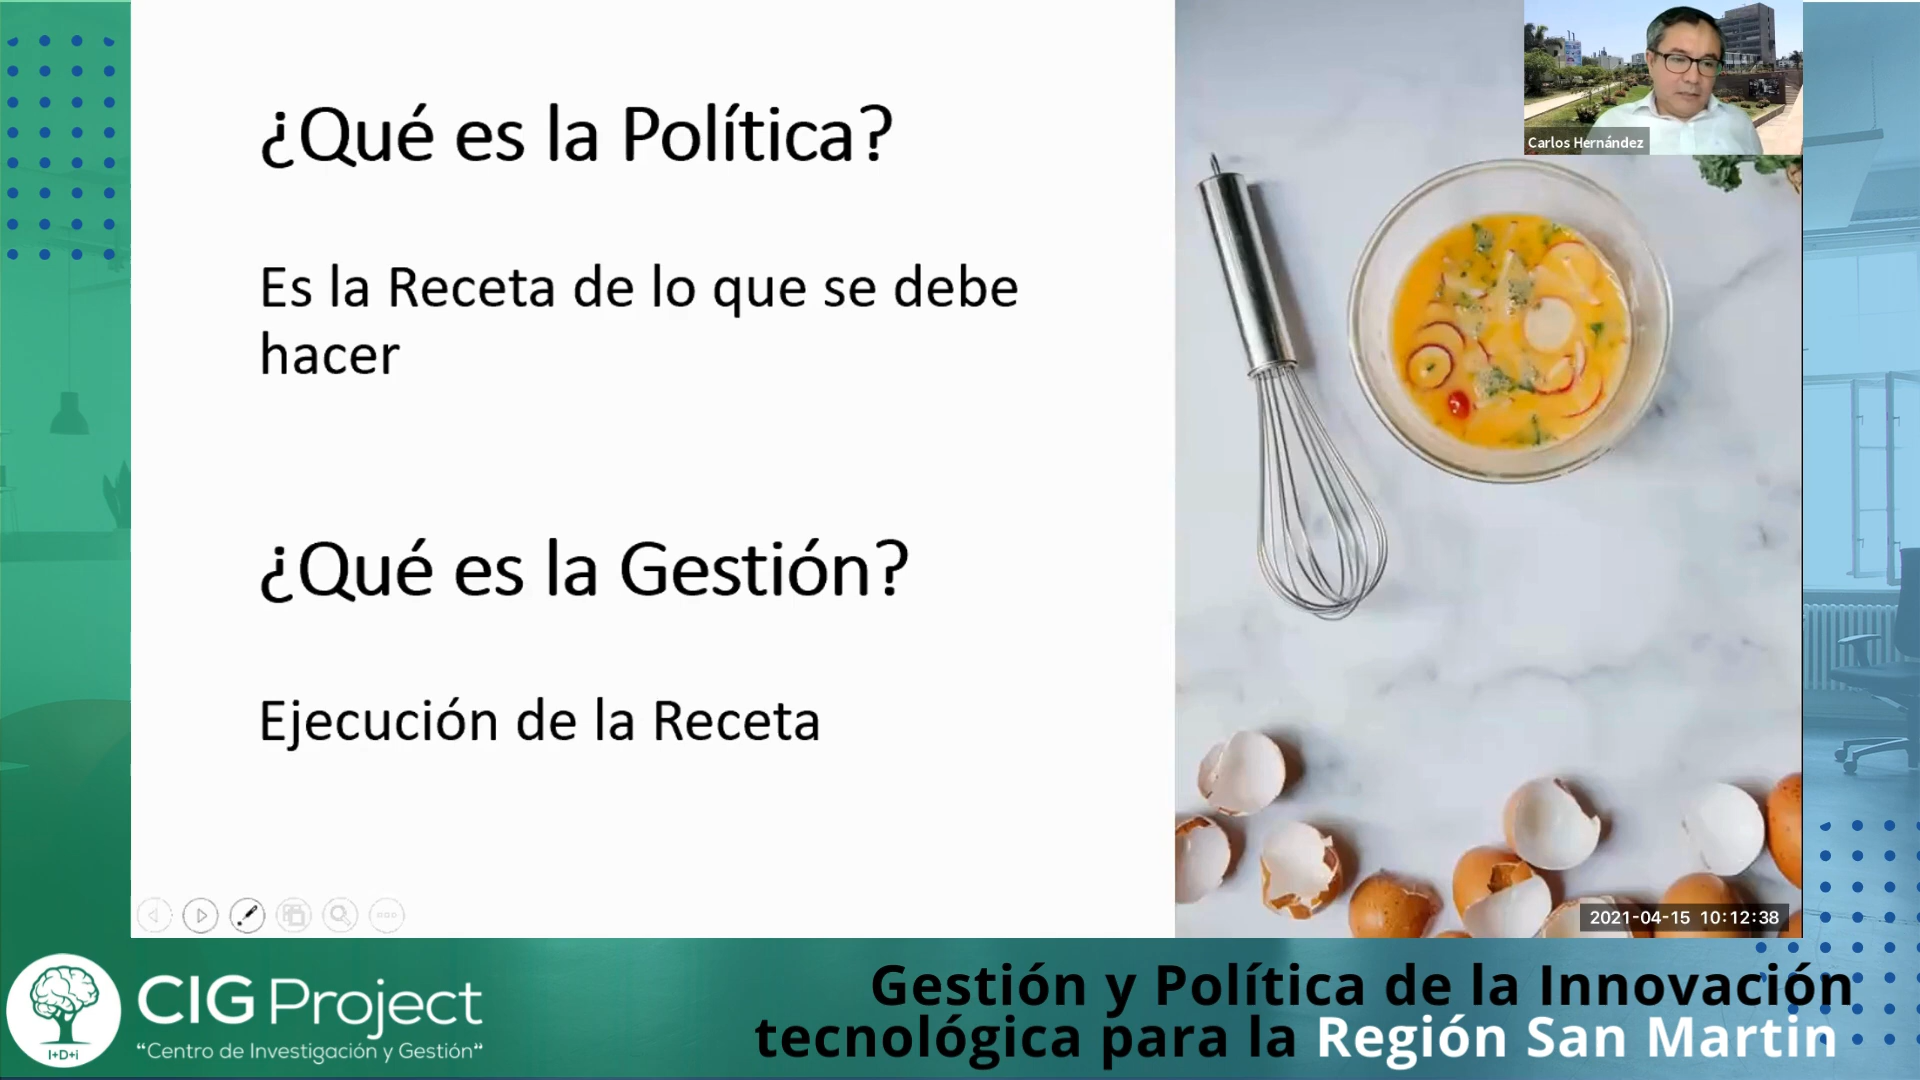 ¿Qué es la Política?
Es la Receta de lo que se debe
hacer
¿Qué es la Gestión?
Ejecución de la Receta
Carlos Hernández
2021-04-15 10:12:38
I+D+i
CIG Project
“Centro de Investigación y Gestión”
Gestión y Política de la Innovación
tecnológica para la Región San Martin